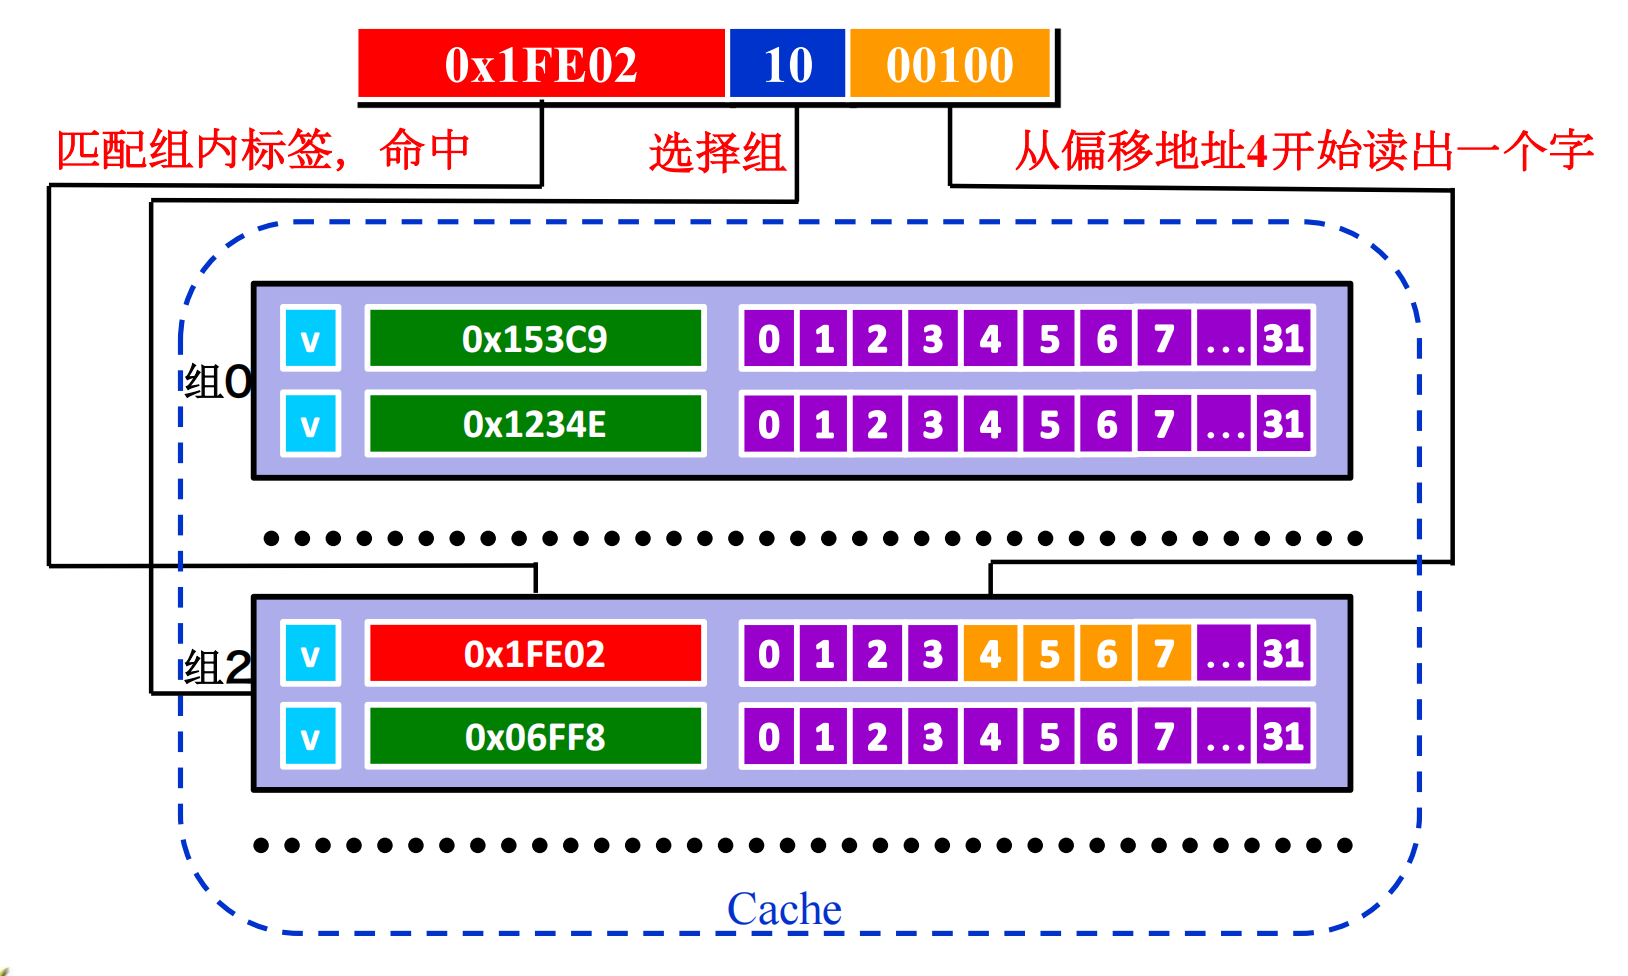 0x1FE02 10 00100
匹配组内标签，命中 选择组 从偏移地址4开始读出一个字
v 0x153C9 0 1 2 3 4 5 6 7 ... 31
组0
v 0x1234E 0 1 2 3 4 5 6 7 ... 31
v 0x1FE02 0 1 2 3 4 5 6 7 ... 31
组2
v 0x06FF8 0 1 2 3 4 5 6 7 ... 31
Cache